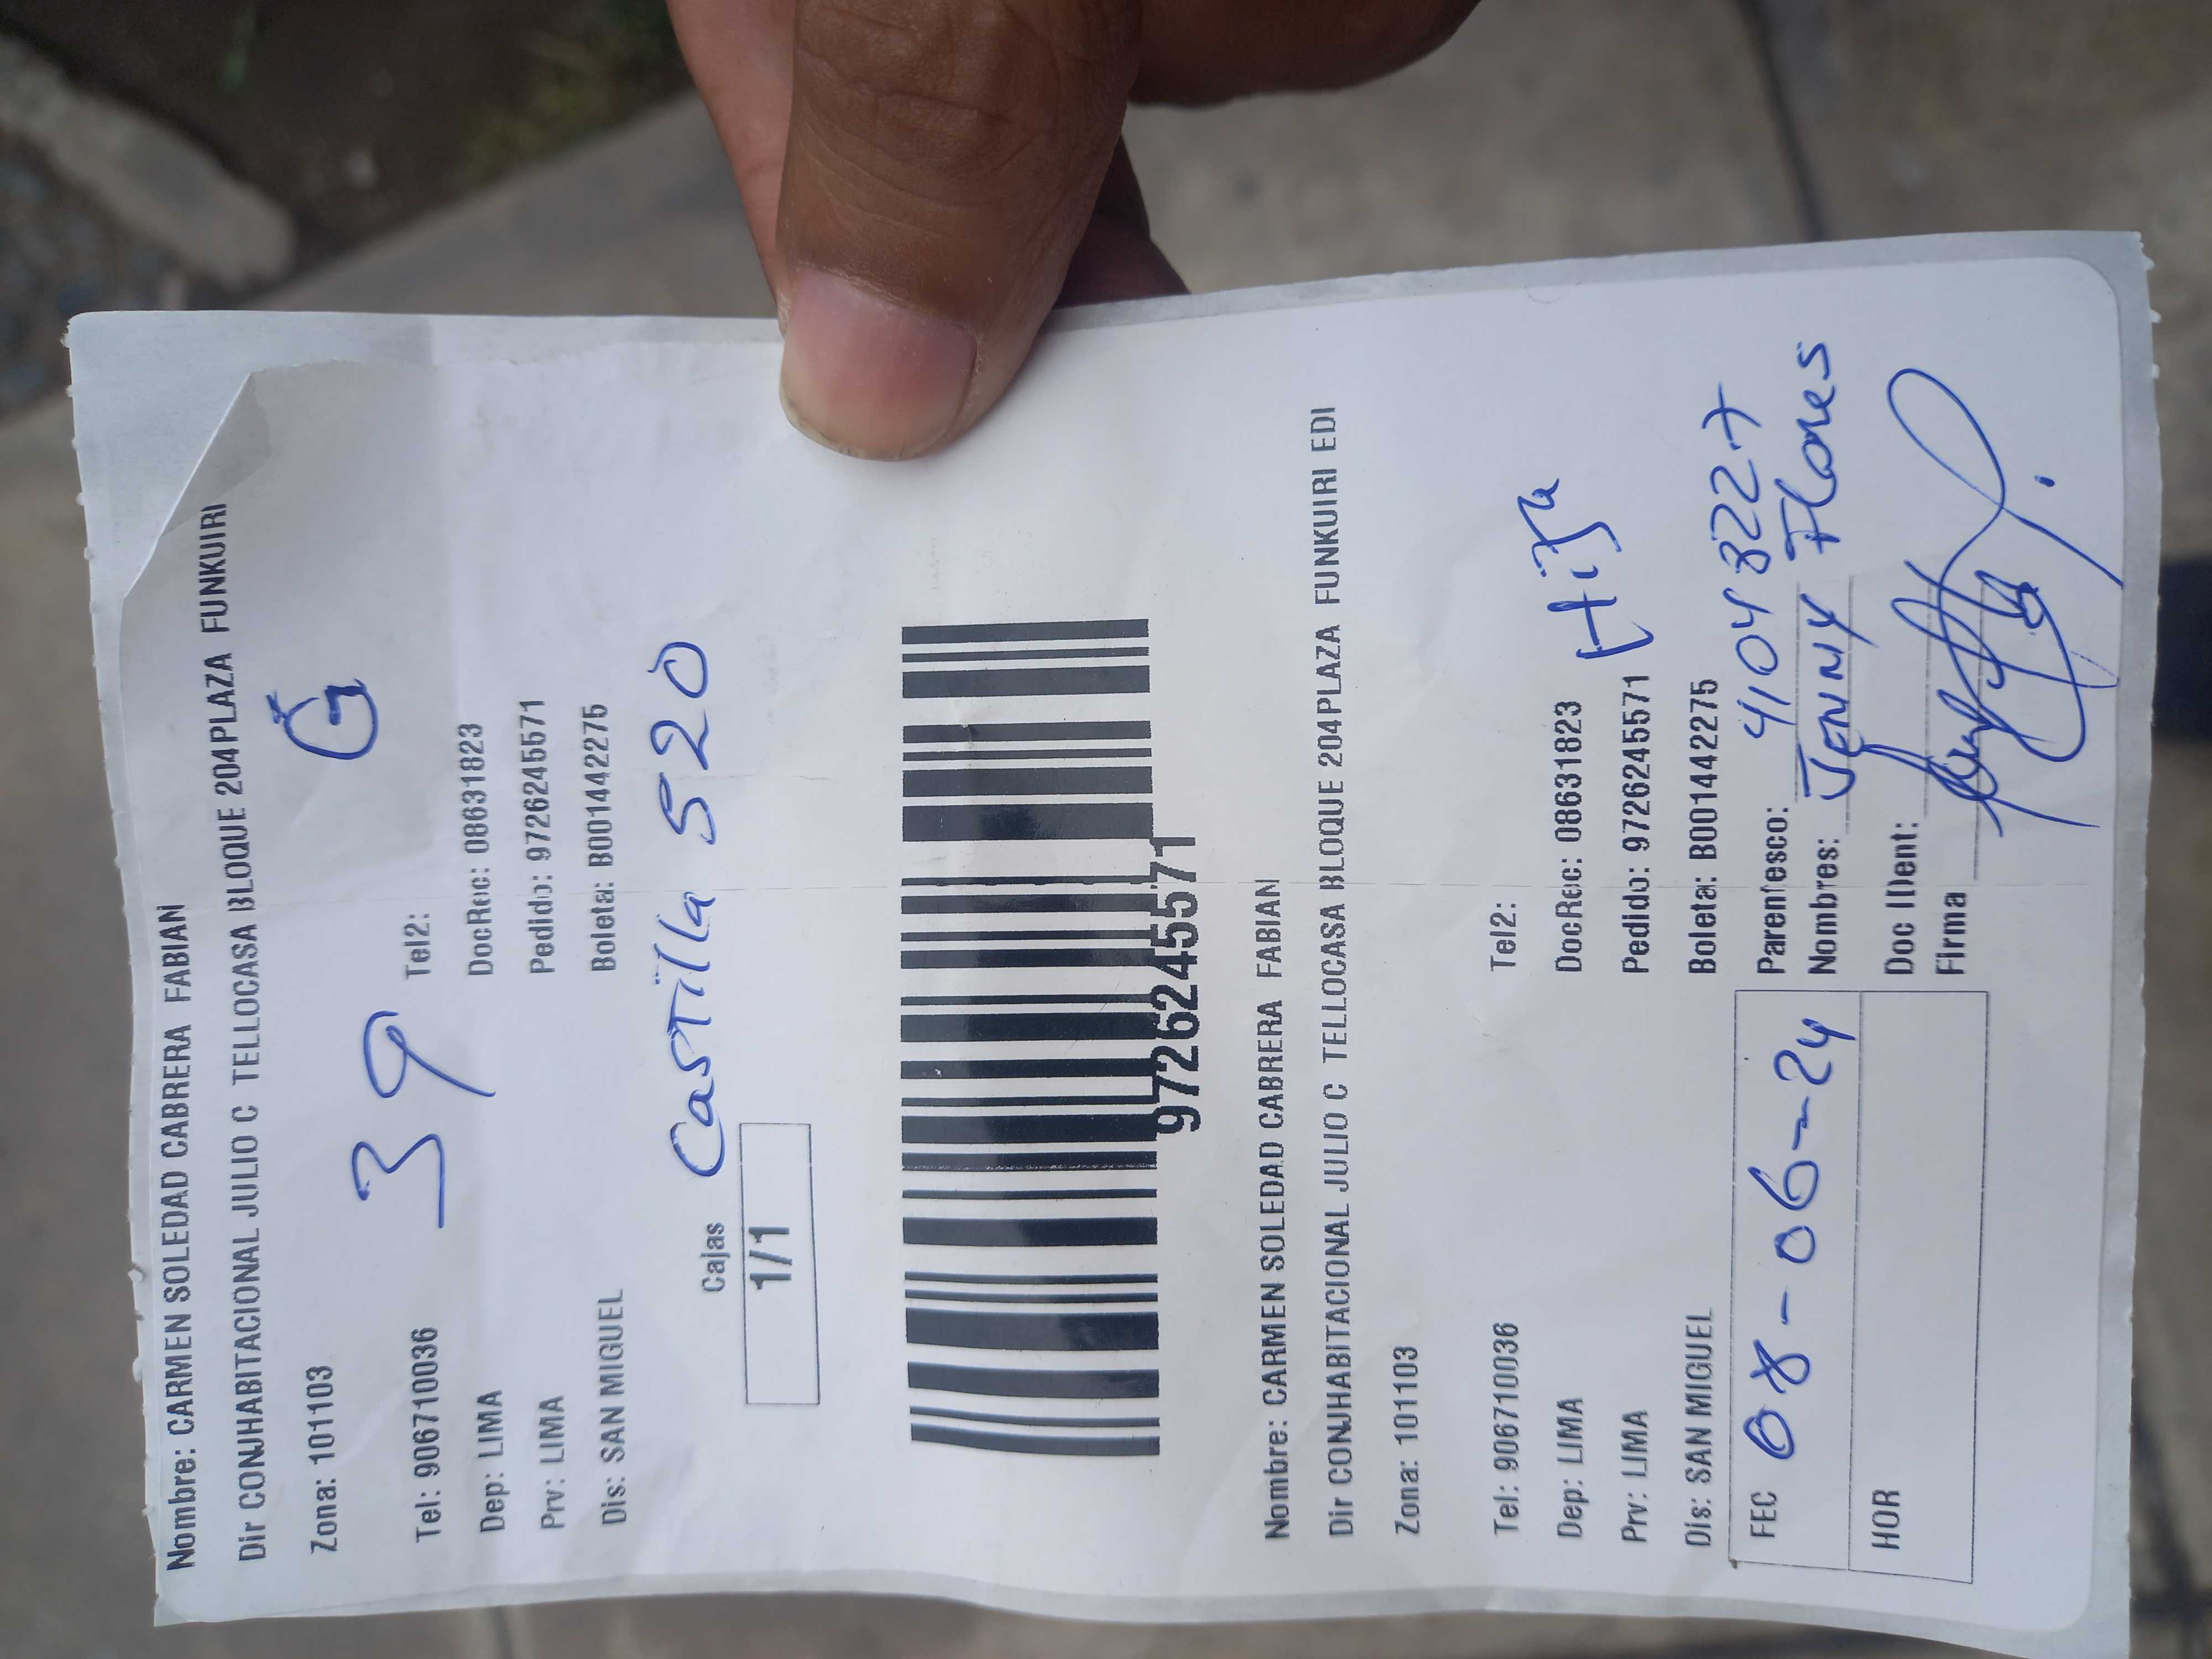 Nombre: CARMEN SOLEDAD CABRERA FABIAN
Dir CONJHABITACIONAL JULIO C TELLOCASA BLOQUE 204PLAZA FUNKUIRI
Zona: 101103
G
39
Tel: 906710036 Tel2:
Dep: LIMA DocRec: 08631823
Prv: LIMA Pedido: 97262455​71
Dis: SAN MIGUEL Boleta: B001442275
Cajas Castilla 520
1/1
9726245571
Nombre: CARMEN SOLEDAD CABRERA FABIAN
Dir CONJHABITACIONAL JULIO C TELLOCASA BLOQUE 204PLAZA FUNKUIRI EDI
Zona: 101103
Tel: 906710036 Tel2:
Dep: LIMA DocRec: 08631823
Prv: LIMA Pedido: 9726245571 Hija
Dis: SAN MIGUEL Boleta: B001442275
FEC 08-06-24 Parentesco: 41048227
Nombres: JENNY Flores
HOR Doc IDent:
Firma